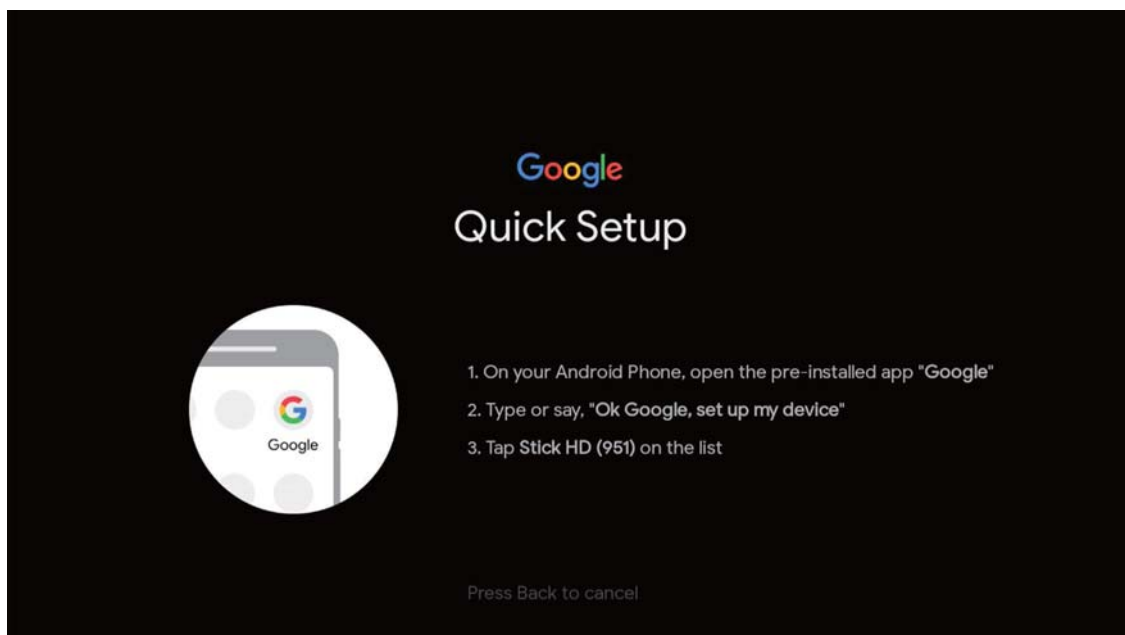 Google
Quick Setup
1. On your Android Phone, open the pre-installed app "Google"
2. Type or say, "Ok Google, set up my device"
3. Tap Stick HD (951) on the list
Google
Press Back to cancel